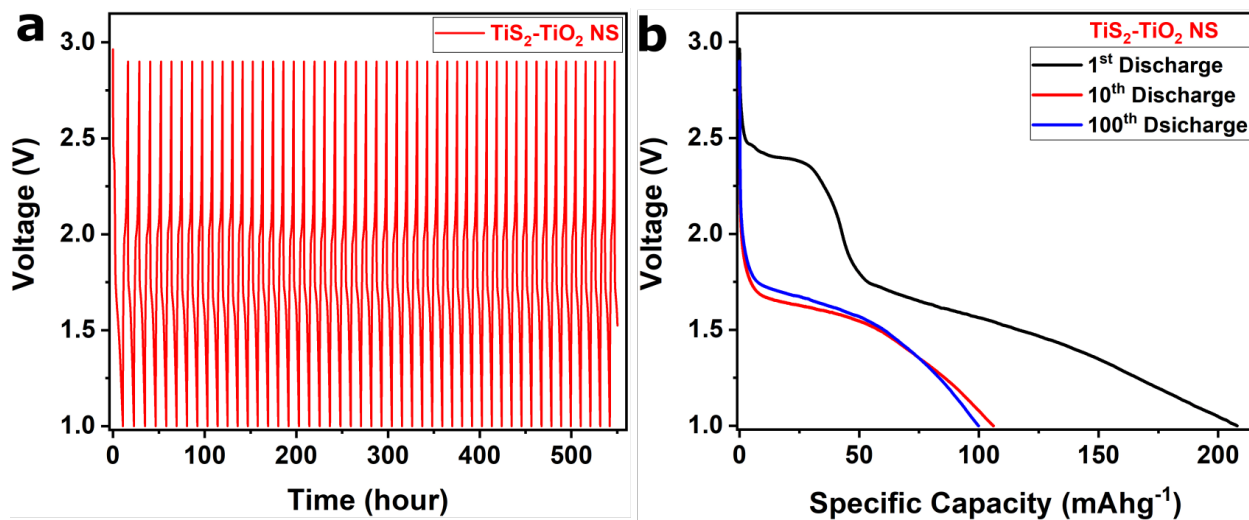 a
TiS₂-TiO₂ NS
3.0
2.5
2.0
1.5
1.0
Voltage (V)
0
100
200
300
400
500
Time (hour)
b
TiS₂-TiO₂ NS
1ˢᵗ Discharge
10ᵗʰ Discharge
100ᵗʰ Dsicharge
3.0
2.5
2.0
1.5
1.0
Voltage (V)
0
50
100
150
200
Specific Capacity (mAhg⁻¹)